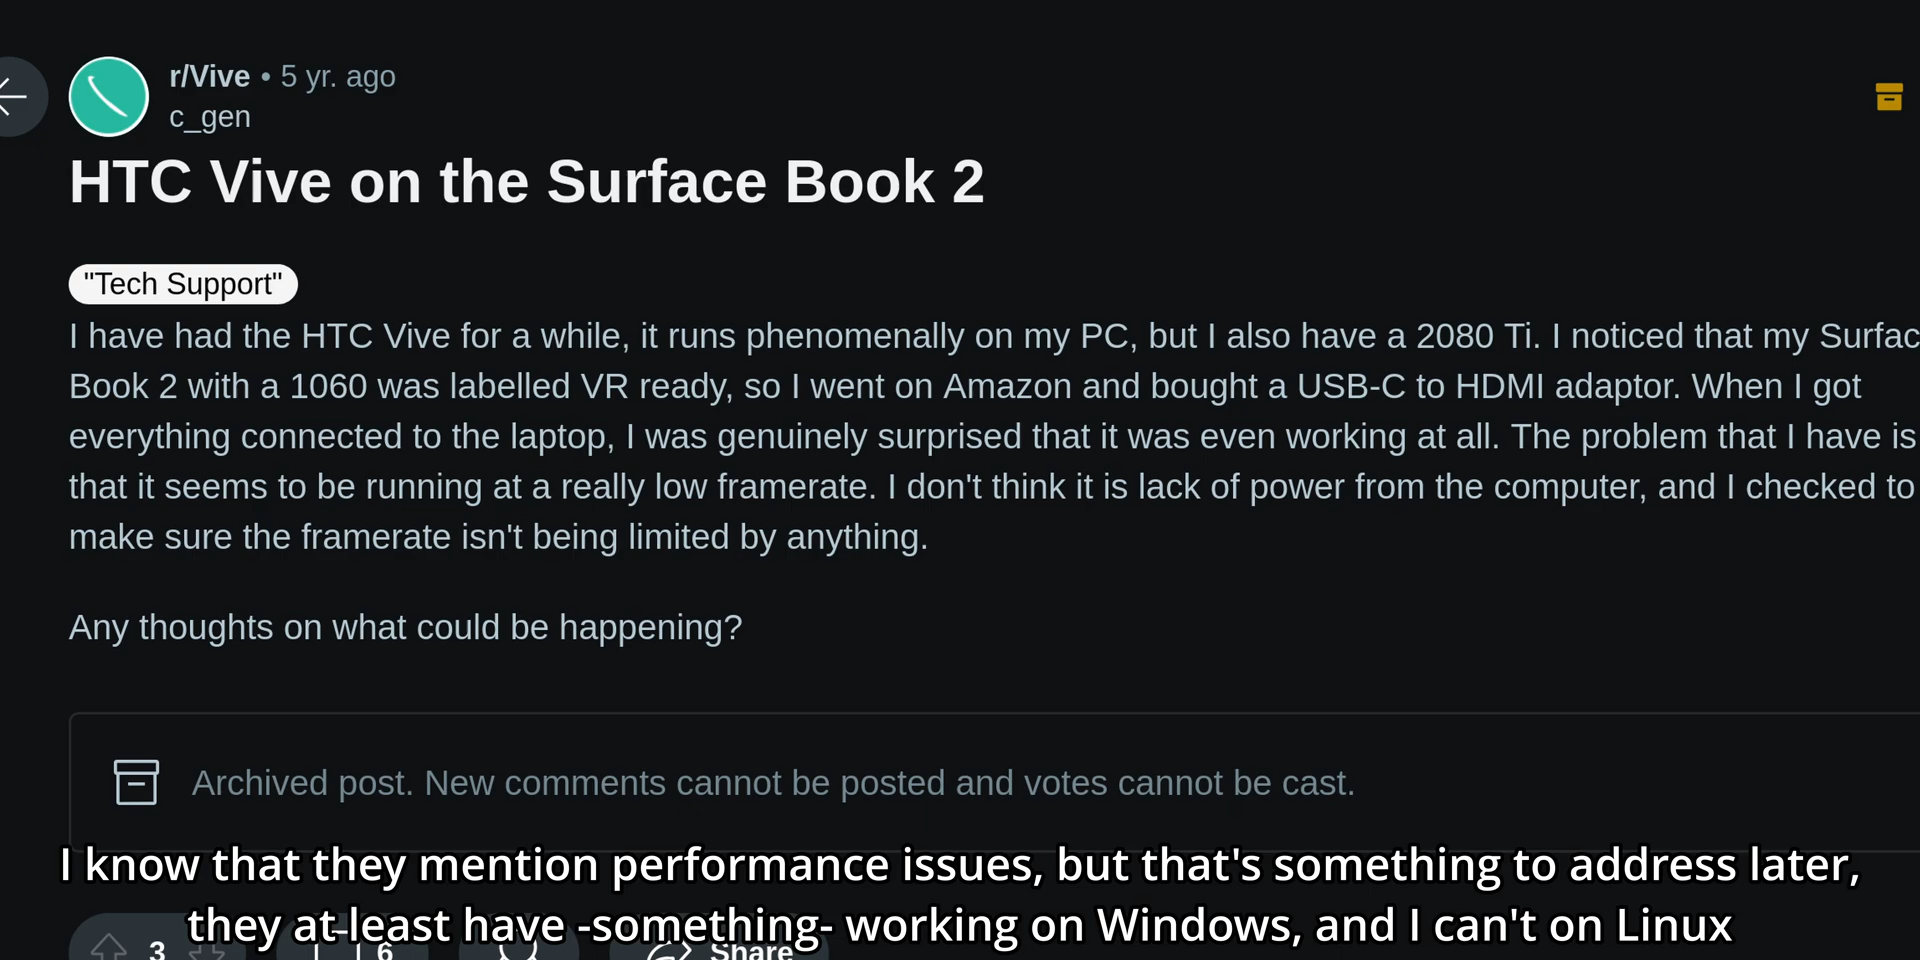 r/Vive • 5 yr. ago
c_gen
HTC Vive on the Surface Book 2
"Tech Support"
I have had the HTC Vive for a while, it runs phenomenally on my PC, but I also have a 2080 Ti. I noticed that my Surfac
Book 2 with a 1060 was labelled VR ready, so I went on Amazon and bought a USB-C to HDMI adaptor. When I got
everything connected to the laptop, I was genuinely surprised that it was even working at all. The problem that I have is
that it seems to be running at a really low framerate. I don't think it is lack of power from the computer, and I checked to
make sure the framerate isn't being limited by anything.
Any thoughts on what could be happening?
Archived post. New comments cannot be posted and votes cannot be cast.
I know that they mention performance issues, but that's something to address later,
they at least have -something- working on Windows, and I can't on Linux
3 6 Share